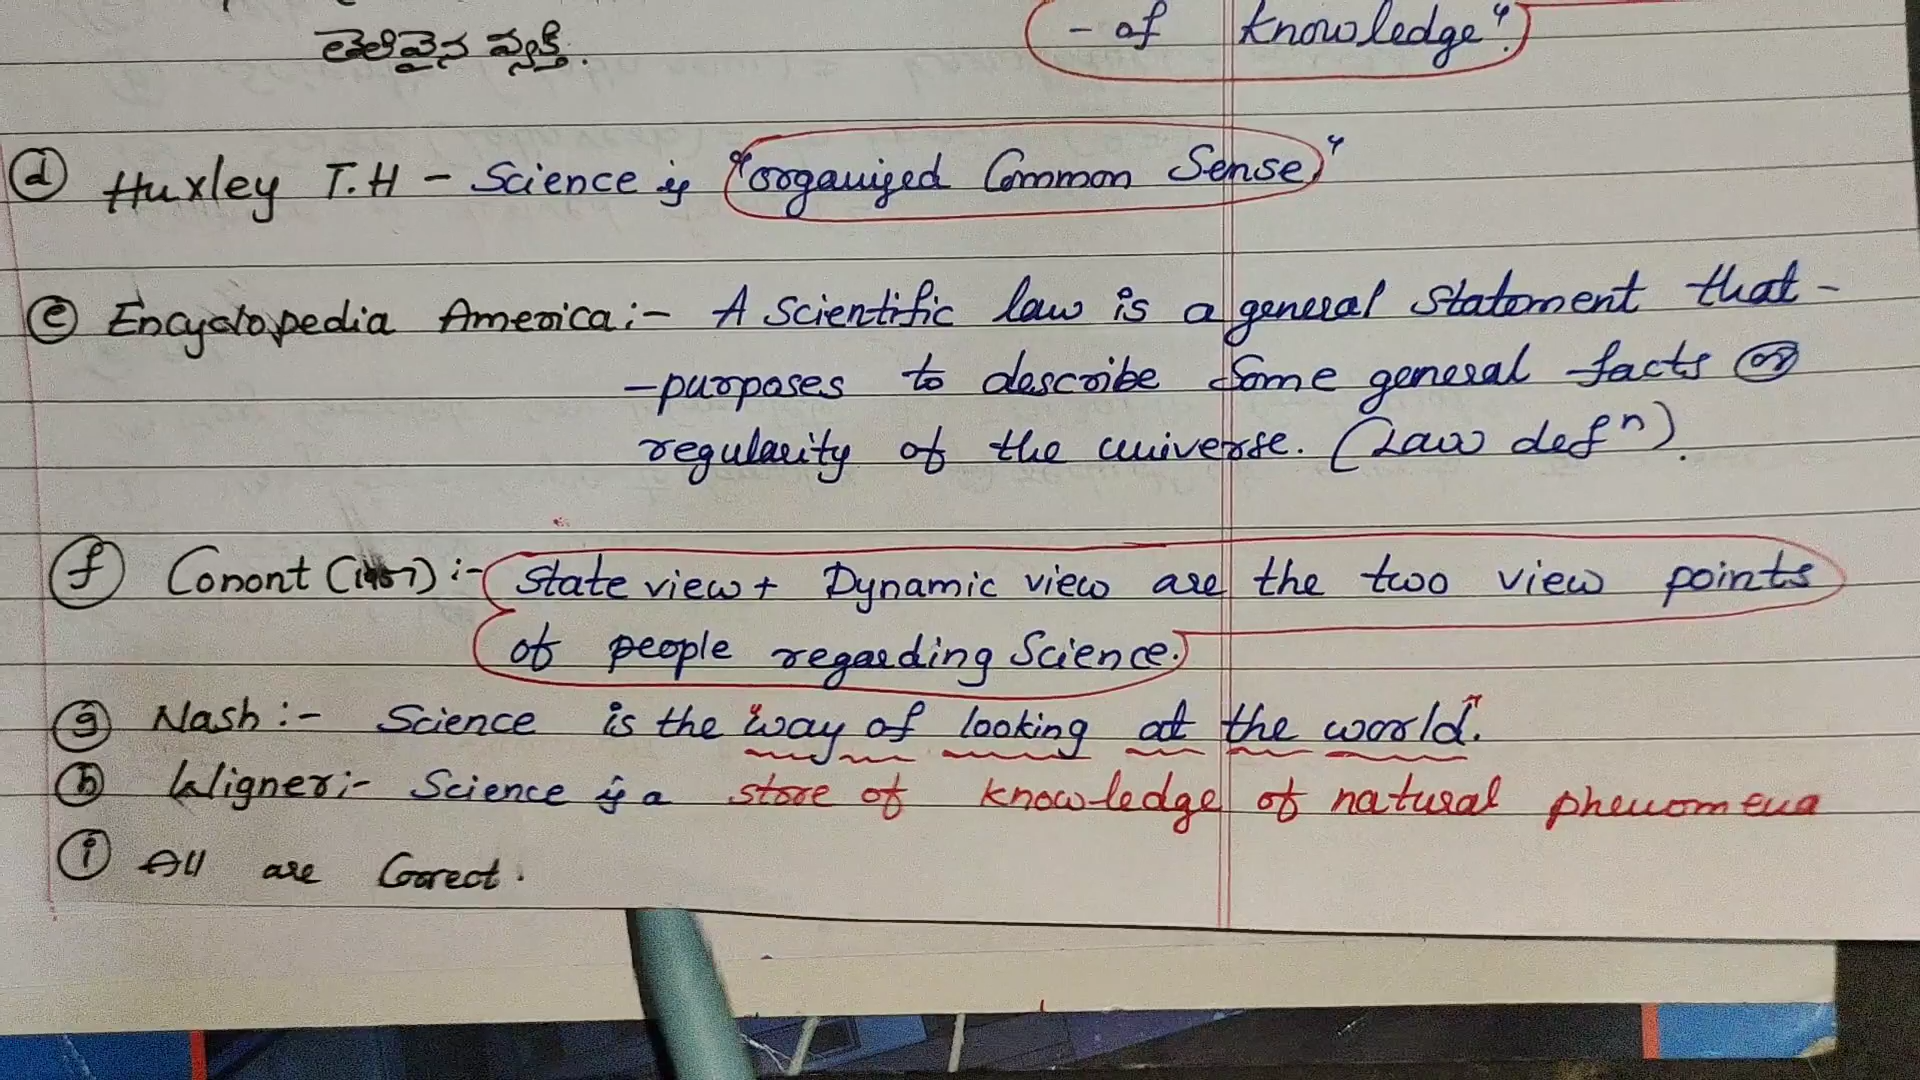 తెలివైన వ్యక్తి.
- of knowledge".
ⓓ Huxley T.H - Science is "organized Common Sense"
ⓔ Encyclopedia America :- A Scientific law is a general Statement that -
- purposes to describe Some general facts or
regularity of the universe. (Law defⁿ).
ⓕ Conont :- State view + Dynamic view are the two view points
of people regarding Science.
ⓖ Nash :- Science is the "way of looking at the world".
ⓗ Wigner :- Science is a store of knowledge of natural phenomena
ⓘ All are Correct.